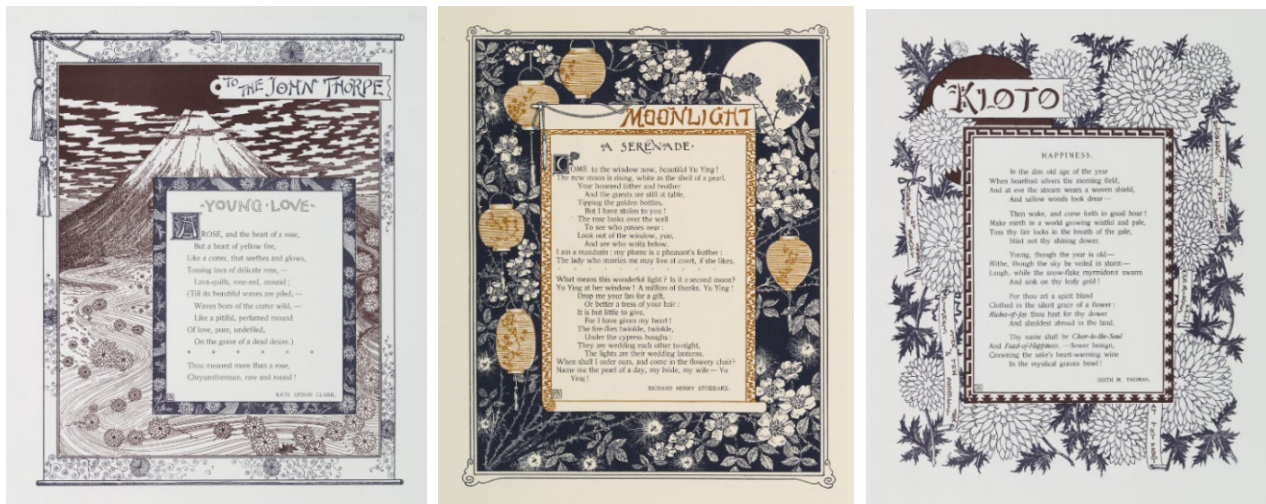 TO THE JOHN THORPE
·YOUNG·LOVE·
A ROSE, and the heart of a rose,
But a heart of yellow fire,
Like a crater, that seethes and glows,
Tossing lava of delicate rose, —
Lava-quills, rose-red, around;
(Till its beautiful waves are piled, —
Waves born of the crater wild, —
Like a pitiful, perfumed mound
Of love, pure, undefiled,
On the grave of a dead desire.)
* * * * * *
Thou meanest more than a rose,
Chrysanthemum, rare and round!
KATE UPSON CLARK.
MOONLIGHT
·A SERENADE·
COME to the window now, beautiful Yu Ying!
The new moon is rising, white as the shell of a pearl.
Your honored father and brother
And the guests are still at table,
Tipping the golden bottles,
But I have stolen to you!
The rose looks over the wall
To see who passes near:
Look out of the window, you,
And see who waits below.
I am a mandarin: my plume is a pheasant's feather:
The lady who marries me may live at court, if she likes.
What means this wonderful light? Is it a second moon?
Yu Ying at her window! A million of thanks, Yu Ying!
Drop me your fan for a gift,
Or better a tress of your hair:
It is but little to give,
For I have given my heart!
The fire-flies twinkle, twinkle,
Under the cypress boughs:
They are wedding each other to-night,
The lights are their wedding lanterns.
When shall I order ours, and come in the flowery chair?
Name me the pearl of a day, my bride, my wife — Yu
Ying!
RICHARD HENRY STODDARD.
KIOTO
HAPPINESS.
In the dim old age of the year
When hoarfrost silvers the morning field,
And at eve the stream wears a woven shield,
And sallow woods look drear —
Then wake, and come forth in good hour!
Make mirth in a world growing wistful and pale,
Toss thy fair locks in the breath of the gale,
Stint not thy shining dower.
Young, though the year is old —
Blithe, though the sky be veiled in storm —
Laugh, while the snow-flake myrmidons swarm
And sink on thy leafy gold!
For thou art a spirit bland
Clothed in the silent grace of a flower:
Riches-of-Joy thou hast for thy dower
And sheddest abroad in the land.
Thy name shall be Cheer-to-the-Soul
And Feast-of-Happiness, — flower benign,
Crowning the sake's heart-warming wine
In the mystical graven bowl!
EDITH M. THOMAS.